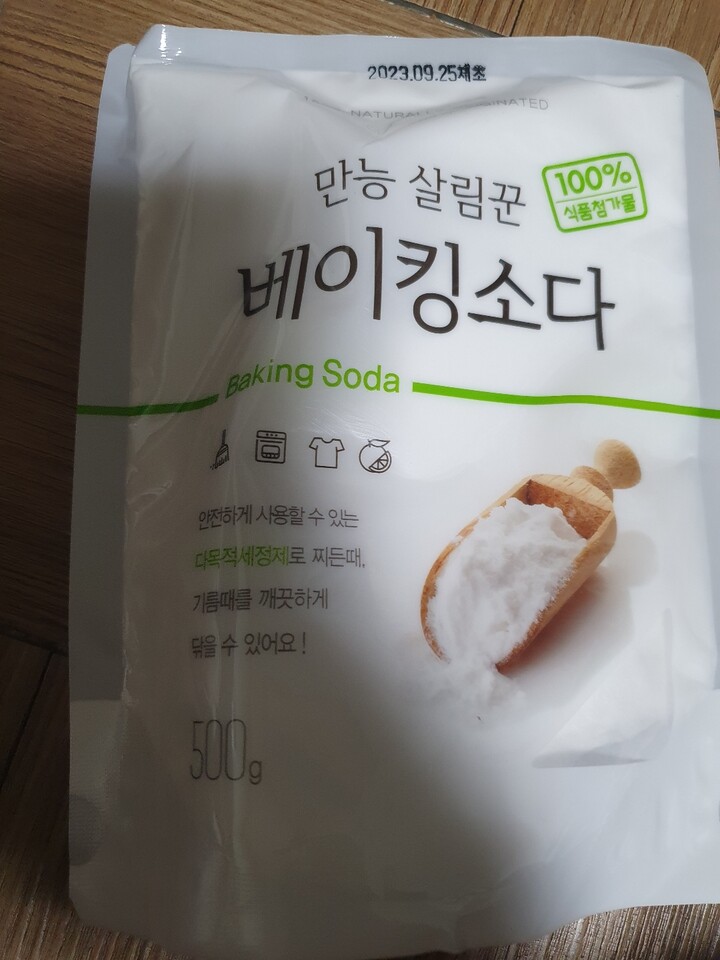 2023.09.25제조
만능 살림꾼
100%
식품첨가물
베이킹소다
Baking Soda
안전하게 사용할 수 있는
다목적세정제로 찌든때,
기름때를 깨끗하게
닦을 수 있어요!
500g